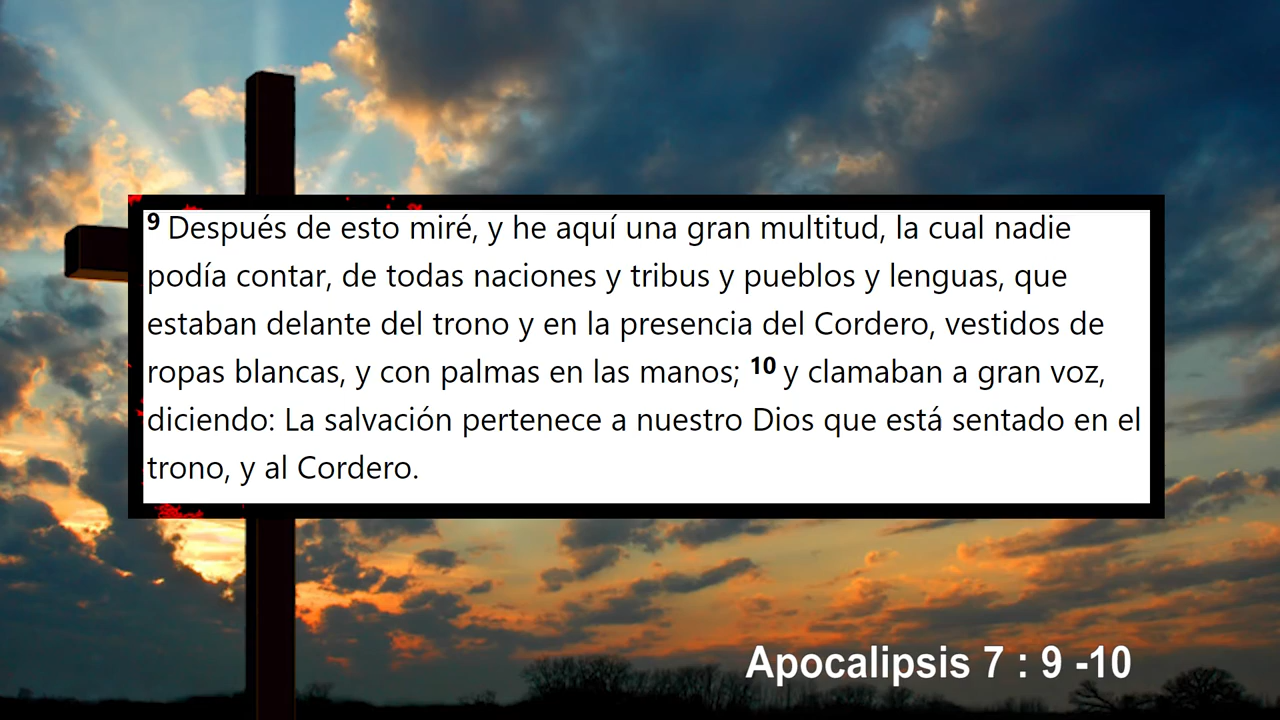 9 Después de esto miré, y he aquí una gran multitud, la cual nadie
podía contar, de todas naciones y tribus y pueblos y lenguas, que
estaban delante del trono y en la presencia del Cordero, vestidos de
ropas blancas, y con palmas en las manos; 10 y clamaban a gran voz,
diciendo: La salvación pertenece a nuestro Dios que está sentado en el
trono, y al Cordero.
Apocalipsis 7 : 9 -10